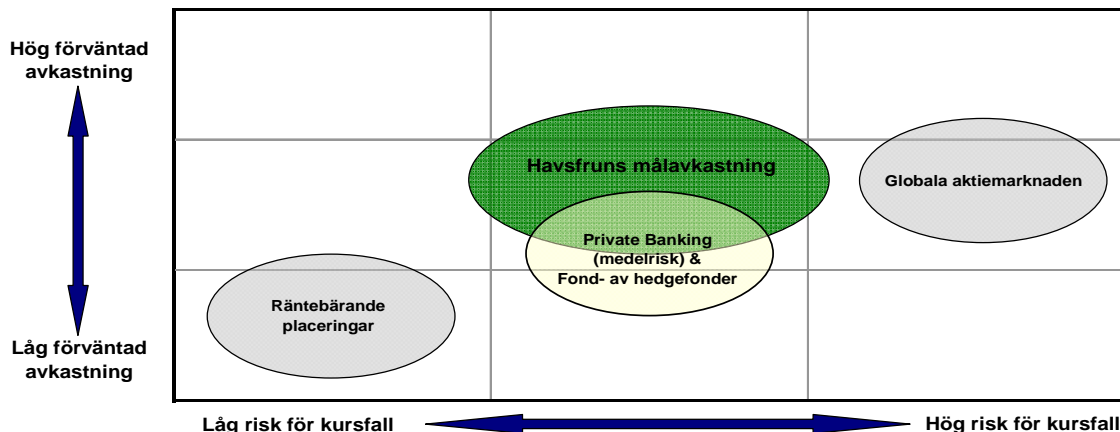 Hög förväntad
avkastning
Havsfruns målavkastning
Globala aktiemarknaden
Private Banking
(medelrisk) &
Fond- av hedgefonder
Räntebärande
placeringar
Låg förväntad
avkastning
Låg risk för kursfall
Hög risk för kursfall